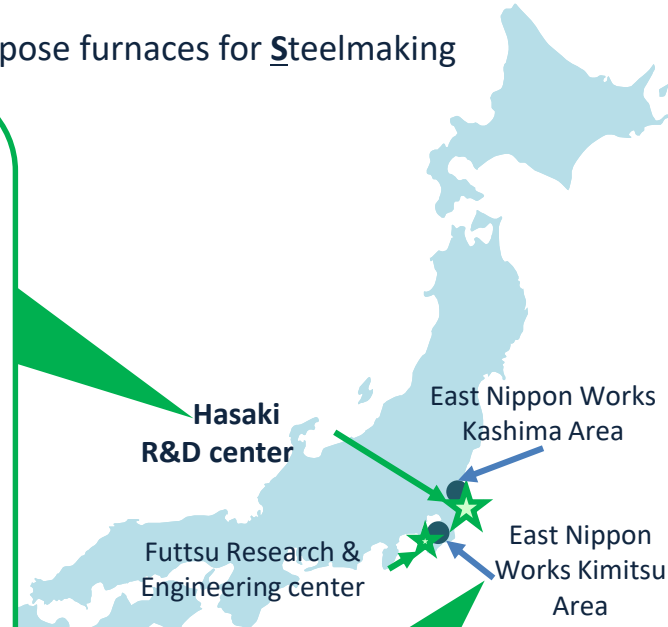 pose furnaces for Steelmaking
Hasaki
R&D center
East Nippon Works
Kashima Area
Futtsu Research &
Engineering center
East Nippon
Works Kimitsu
Area